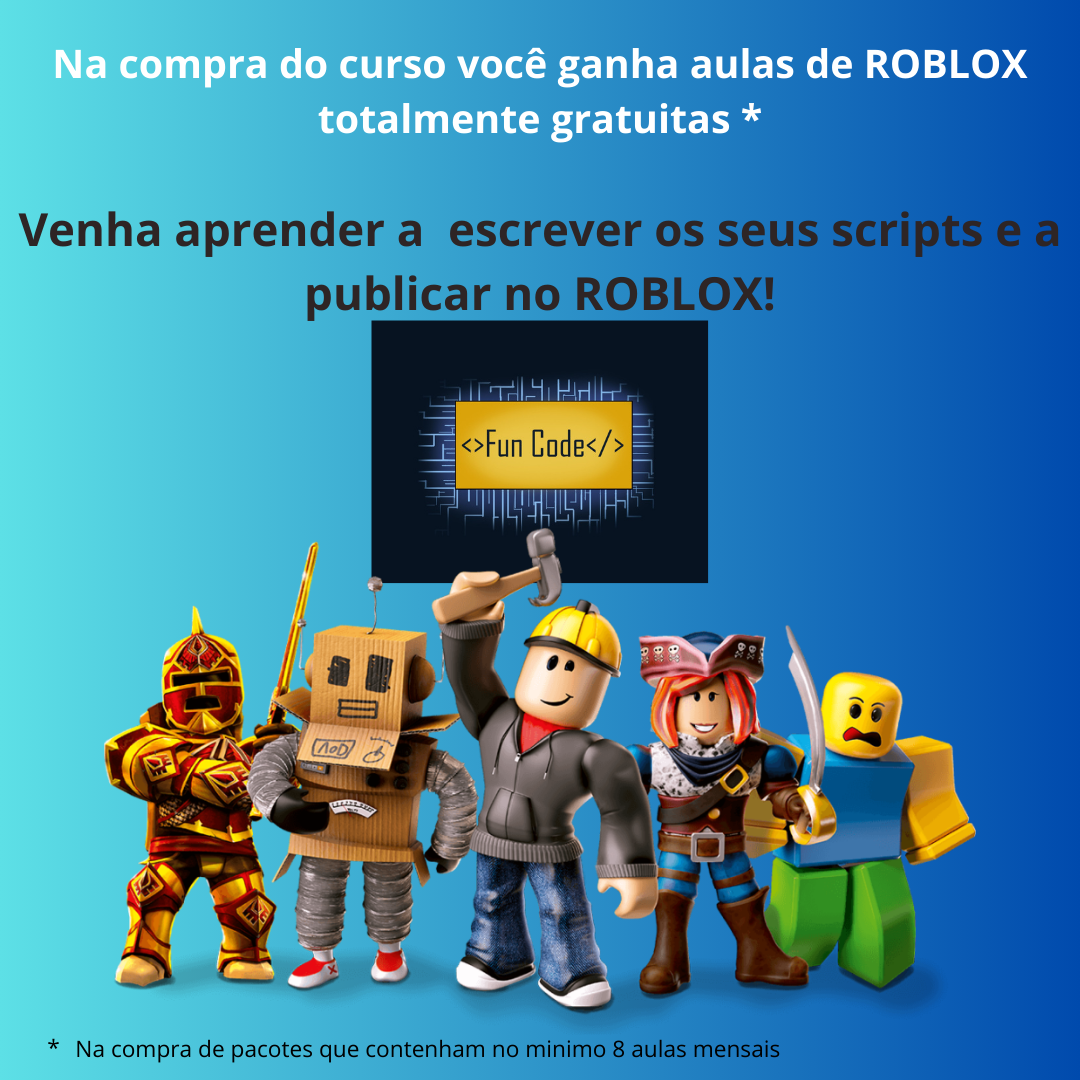 Na compra do curso você ganha aulas de ROBLOX
totalmente gratuitas *
Venha aprender a  escrever os seus scripts e a
publicar no ROBLOX!
<>Fun Code</>
* Na compra de pacotes que contenham no minimo 8 aulas mensais